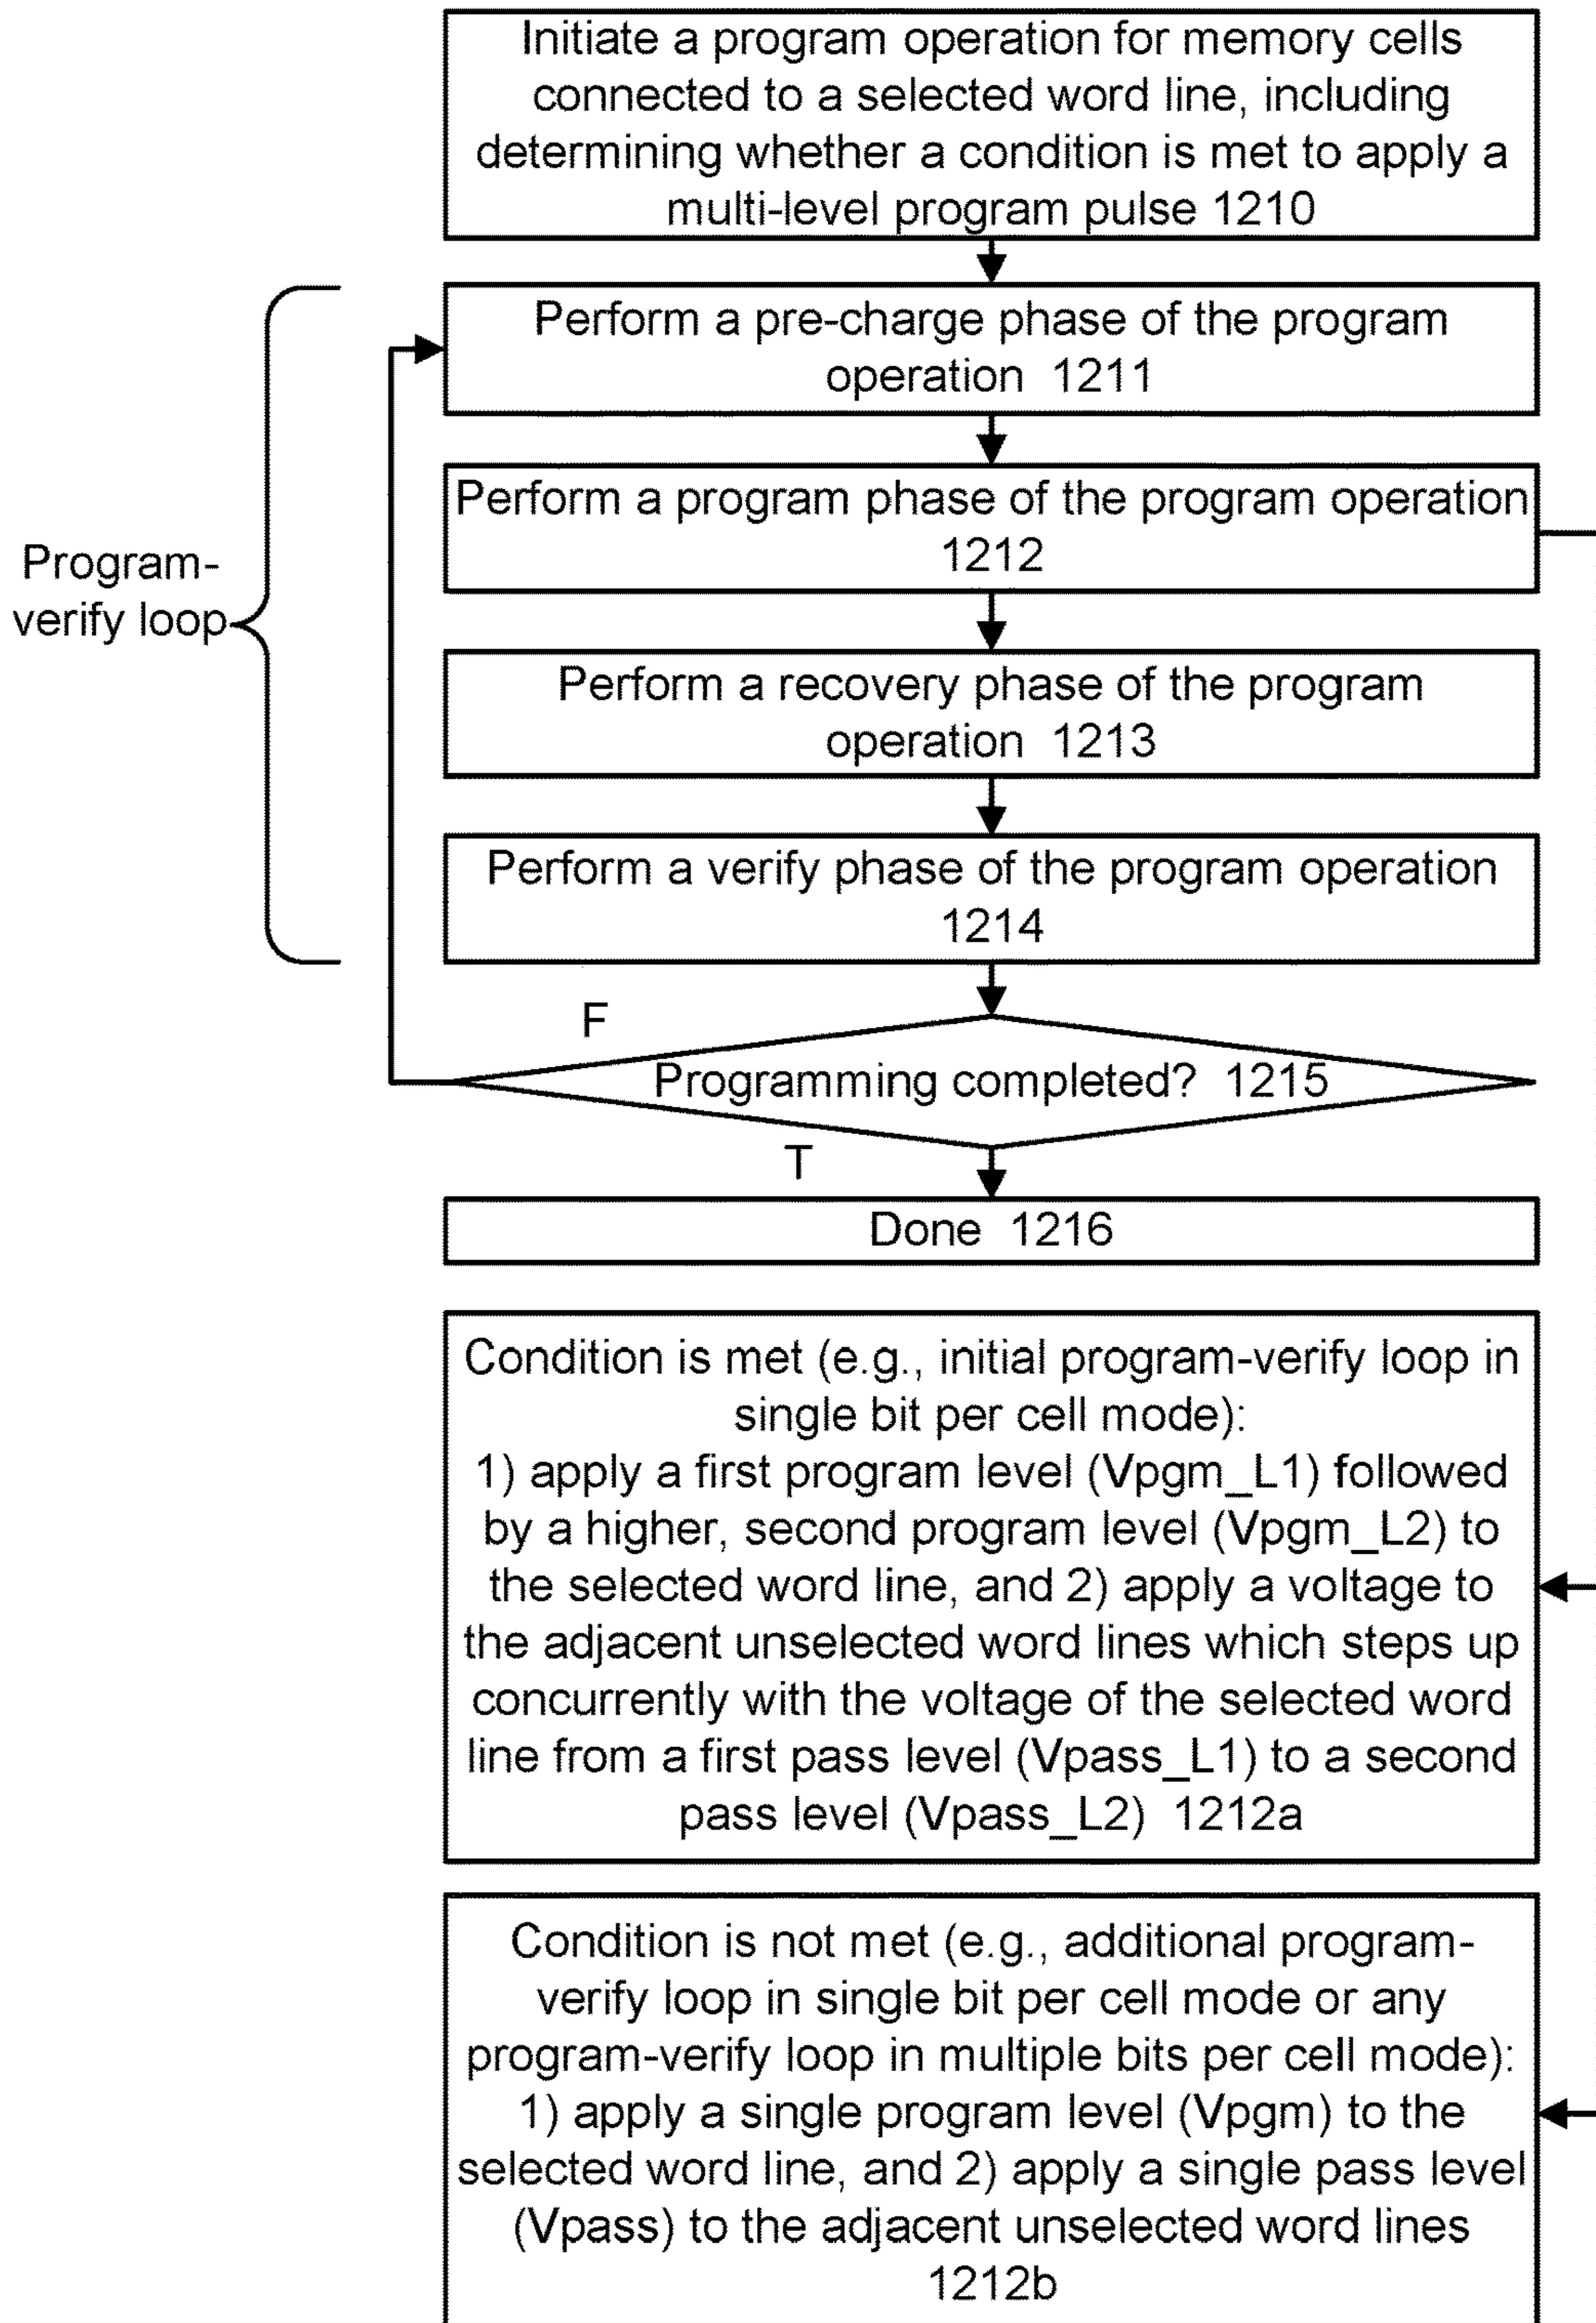 Initiate a program operation for memory cells
connected to a selected word line, including
determining whether a condition is met to apply a
multi-level program pulse 1210
Perform a pre-charge phase of the program
operation 1211
Perform a program phase of the program operation
1212
Program-
verify loop
Perform a recovery phase of the program
operation 1213
Perform a verify phase of the program operation
1214
F
Programming completed? 1215
T
Done 1216
Condition is met (e.g., initial program-verify loop in
single bit per cell mode):
1) apply a first program level (Vpgm_L1) followed
by a higher, second program level (Vpgm_L2) to
the selected word line, and 2) apply a voltage to
the adjacent unselected word lines which steps up
concurrently with the voltage of the selected word
line from a first pass level (Vpass_L1) to a second
pass level (Vpass_L2) 1212a
Condition is not met (e.g., additional program-
verify loop in single bit per cell mode or any
program-verify loop in multiple bits per cell mode):
1) apply a single program level (Vpgm) to the
selected word line, and 2) apply a single pass level
(Vpass) to the adjacent unselected word lines
1212b